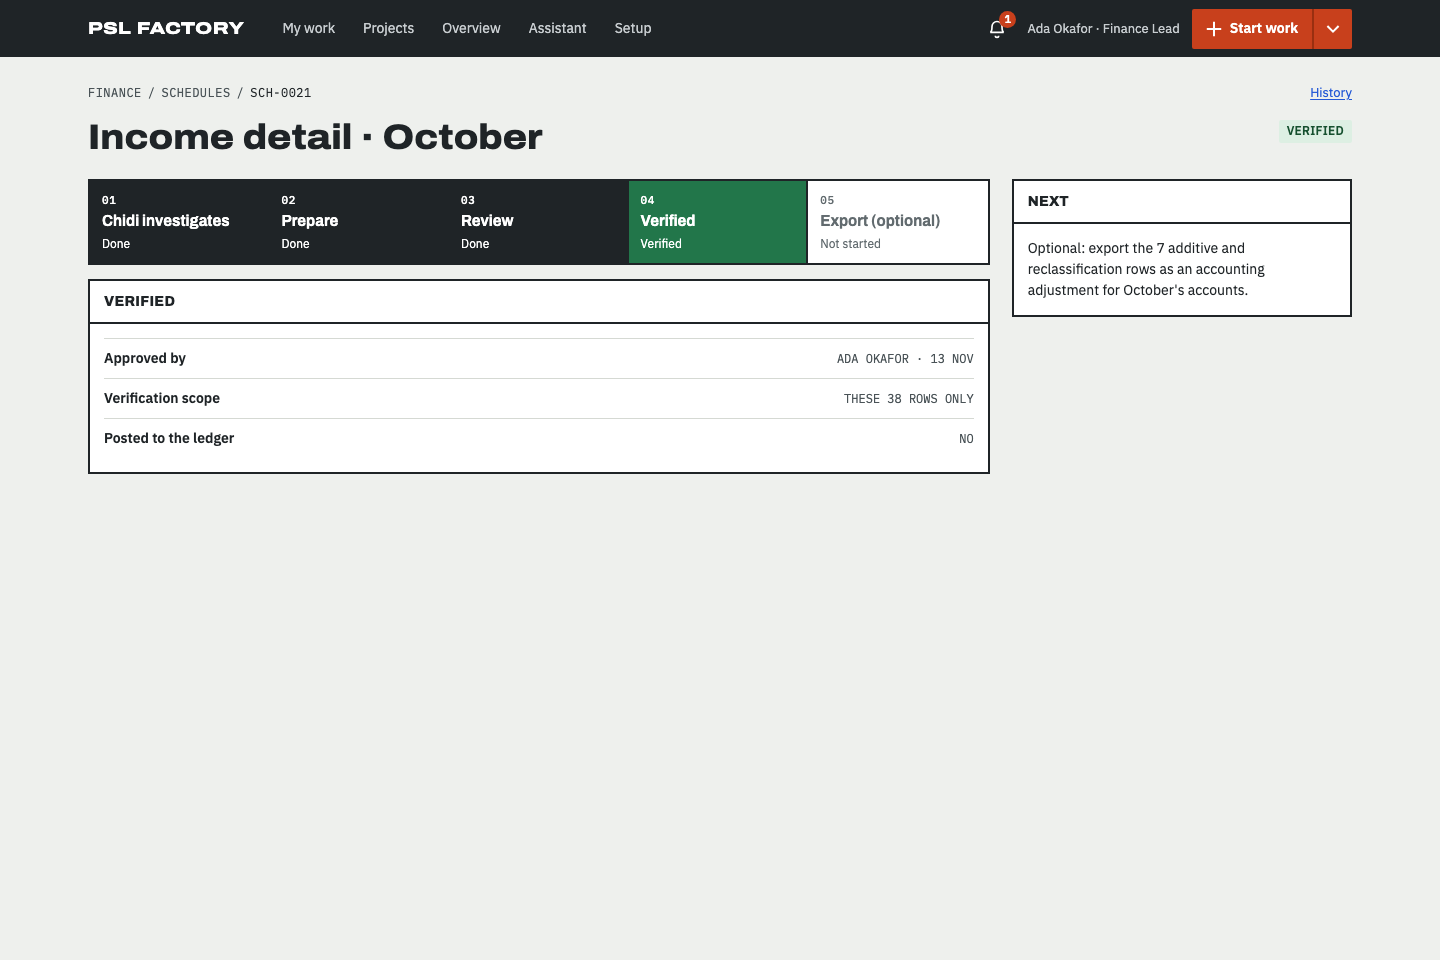 PSL FACTORY
My work
Projects
Overview
Assistant
Setup
1
Ada Okafor · Finance Lead
Start work
FINANCE / SCHEDULES / SCH-0021
History
Income detail · October
VERIFIED
01
Chidi investigates
Done
02
Prepare
Done
03
Review
Done
04
Verified
Verified
05
Export (optional)
Not started
VERIFIED
Approved by
ADA OKAFOR · 13 NOV
Verification scope
THESE 38 ROWS ONLY
Posted to the ledger
NO
NEXT
Optional: export the 7 additive and
reclassification rows as an accounting
adjustment for October's accounts.